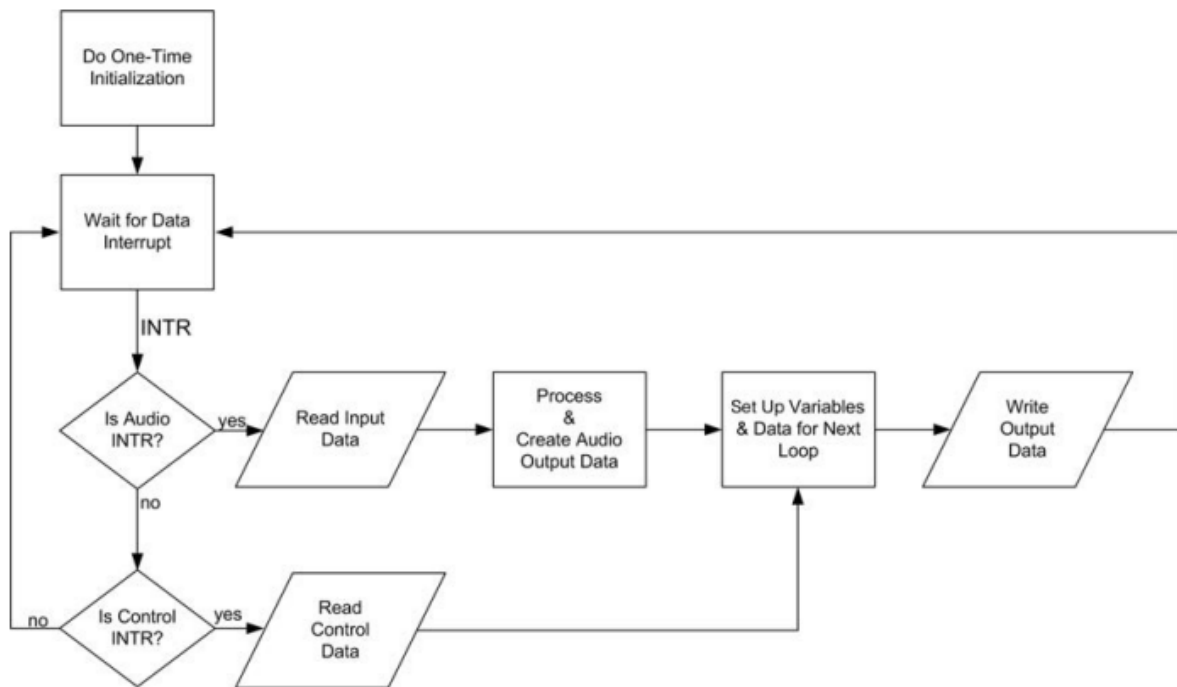 Do One-Time
Initialization
Wait for Data
Interrupt
INTR
Is Audio
INTR?
yes
Read Input
Data
Process
&
Create Audio
Output Data
Set Up Variables
& Data for Next
Loop
Write
Output
Data
no
Is Control
INTR?
no
yes
Read
Control
Data